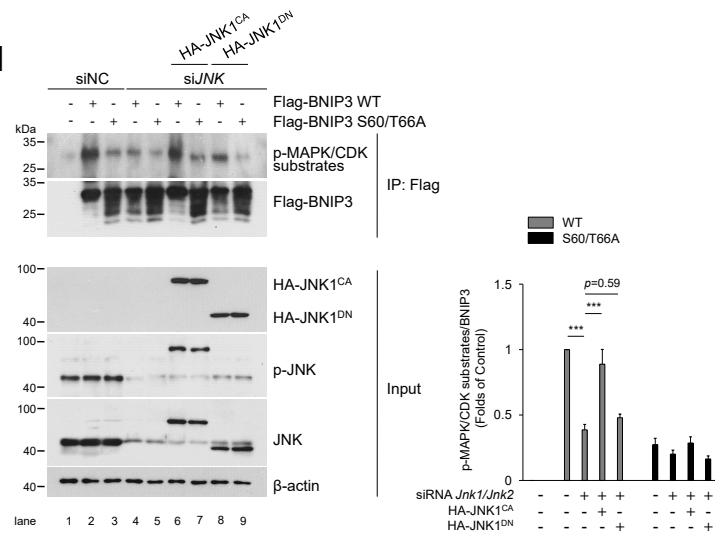 HA-JNK1CA
HA-JNK1DN
siNC siJNK
- + - + - + - + - Flag-BNIP3 WT
- - + - + - + - + Flag-BNIP3 S60/T66A
kDa
35
25
p-MAPK/CDK
substrates
35
25
Flag-BNIP3
IP: Flag
100
40
HA-JNK1CA
HA-JNK1DN
100
40
p-JNK
100
40
JNK
40
β-actin
Input
lane 1 2 3 4 5 6 7 8 9
WT
S60/T66A
p-MAPK/CDK substrates/BNIP3
(Folds of Control)
1.5
1
0.5
0
p=0.59
***
***
siRNA Jnk1/Jnk2 - - + + + - + + +
HA-JNK1CA - - - + - - - + -
HA-JNK1DN - - - - + - - - +